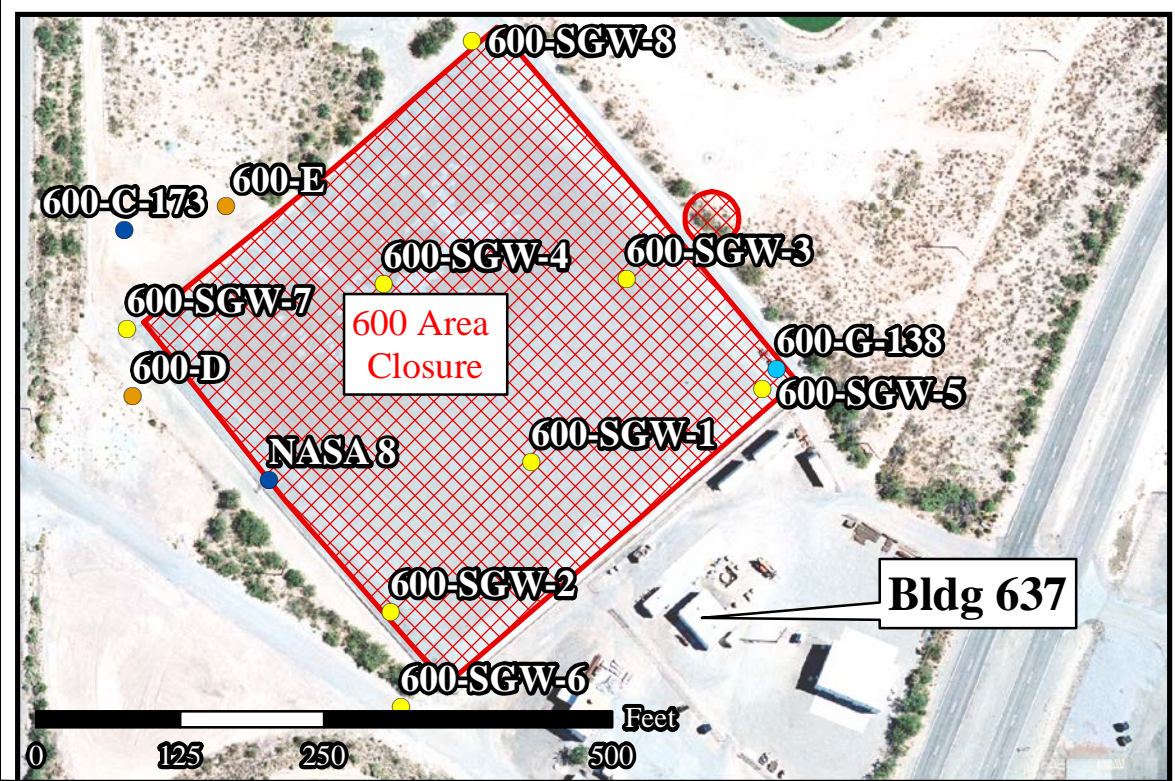 600-SGW-8
600-E
600-C-173
600-SGW-4
600-SGW-3
600-SGW-7
600 Area
Closure
600-G-138
600-D
600-SGW-5
600-SGW-1
NASA 8
600-SGW-2
Bldg 637
600-SGW-6
Feet
0 125 250 500